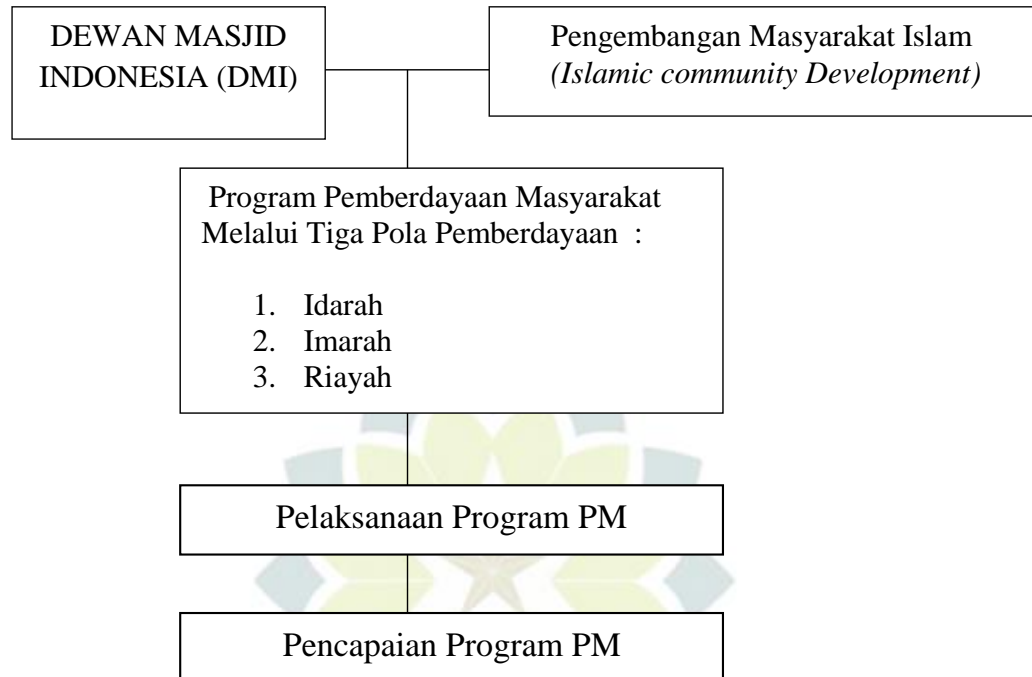 DEWAN MASJID
INDONESIA (DMI)
Pengembangan Masyarakat Islam
(Islamic community Development)
Program Pemberdayaan Masyarakat
Melalui Tiga Pola Pemberdayaan :
1. Idarah
2. Imarah
3. Riayah
Pelaksanaan Program PM
Pencapaian Program PM